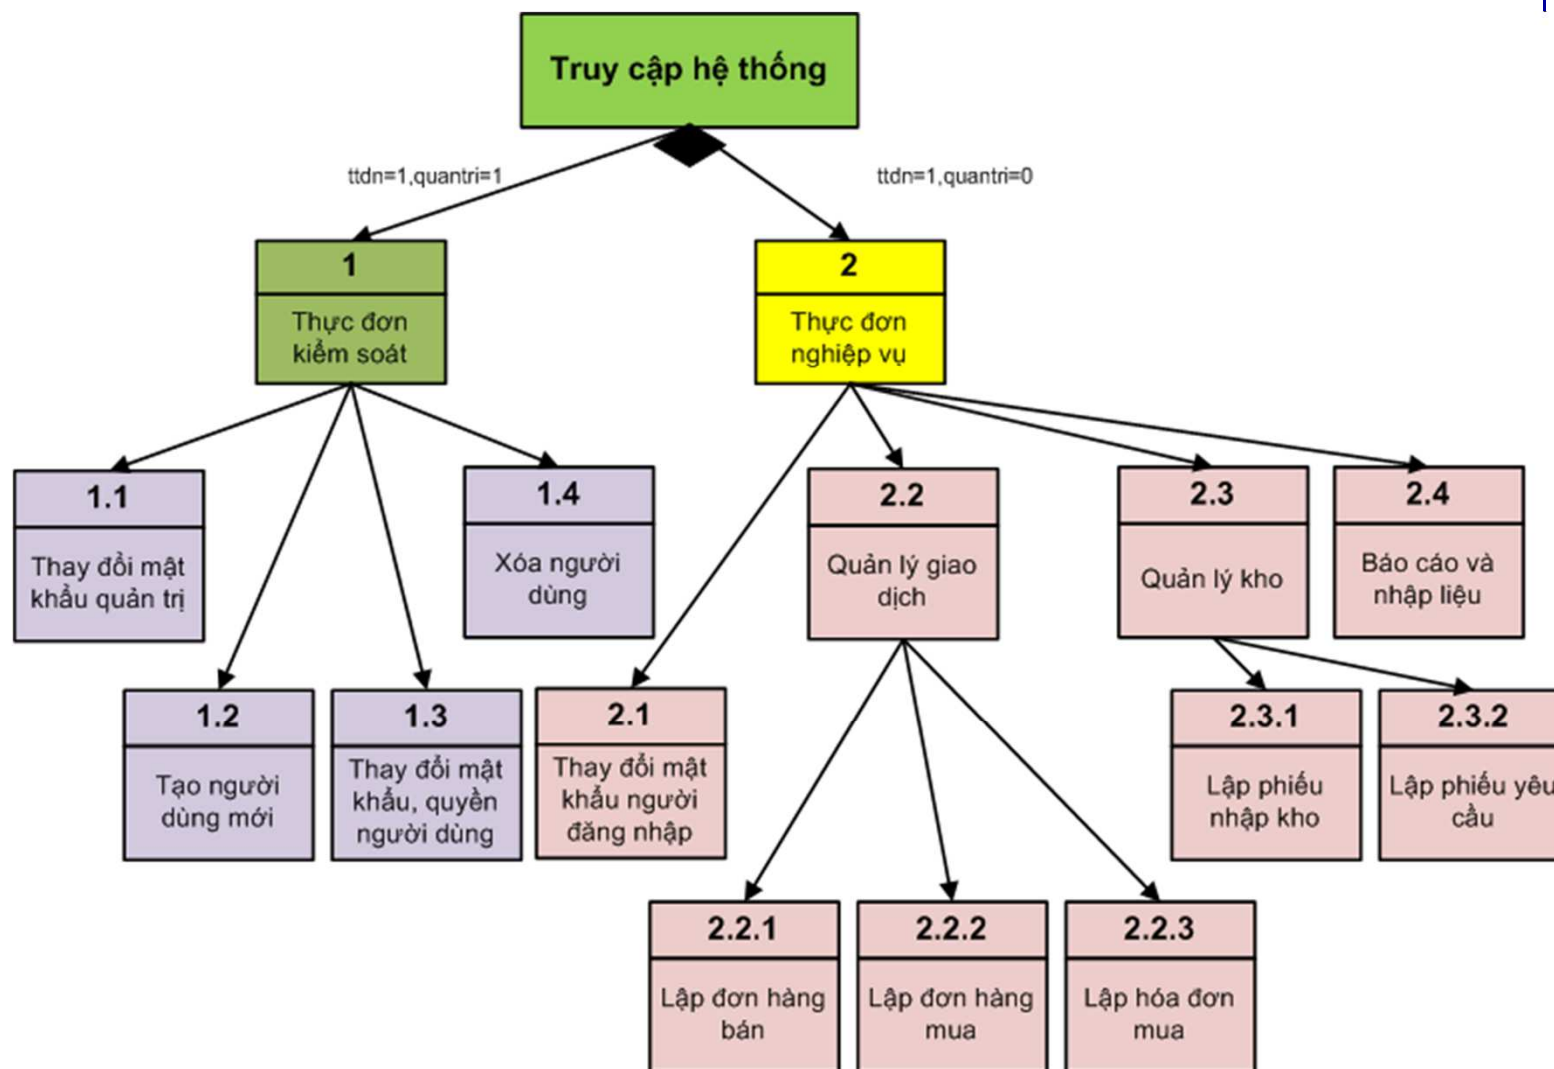 Truy cập hệ thống
ttdn=1,quantri=1
ttdn=1,quantri=0
1
Thực đơn
kiểm soát
2
Thực đơn
nghiệp vụ
1.1
Thay đổi mật
khẩu quản trị
1.4
Xóa người
dùng
2.2
Quản lý giao
dịch
2.3
Quản lý kho
2.4
Báo cáo và
nhập liệu
1.2
Tạo người
dùng mới
1.3
Thay đổi mật
khẩu, quyền
người dùng
2.1
Thay đổi mật
khẩu người
đăng nhập
2.3.1
Lập phiếu
nhập kho
2.3.2
Lập phiếu yêu
cầu
2.2.1
Lập đơn hàng
bán
2.2.2
Lập đơn hàng
mua
2.2.3
Lập hóa đơn
mua